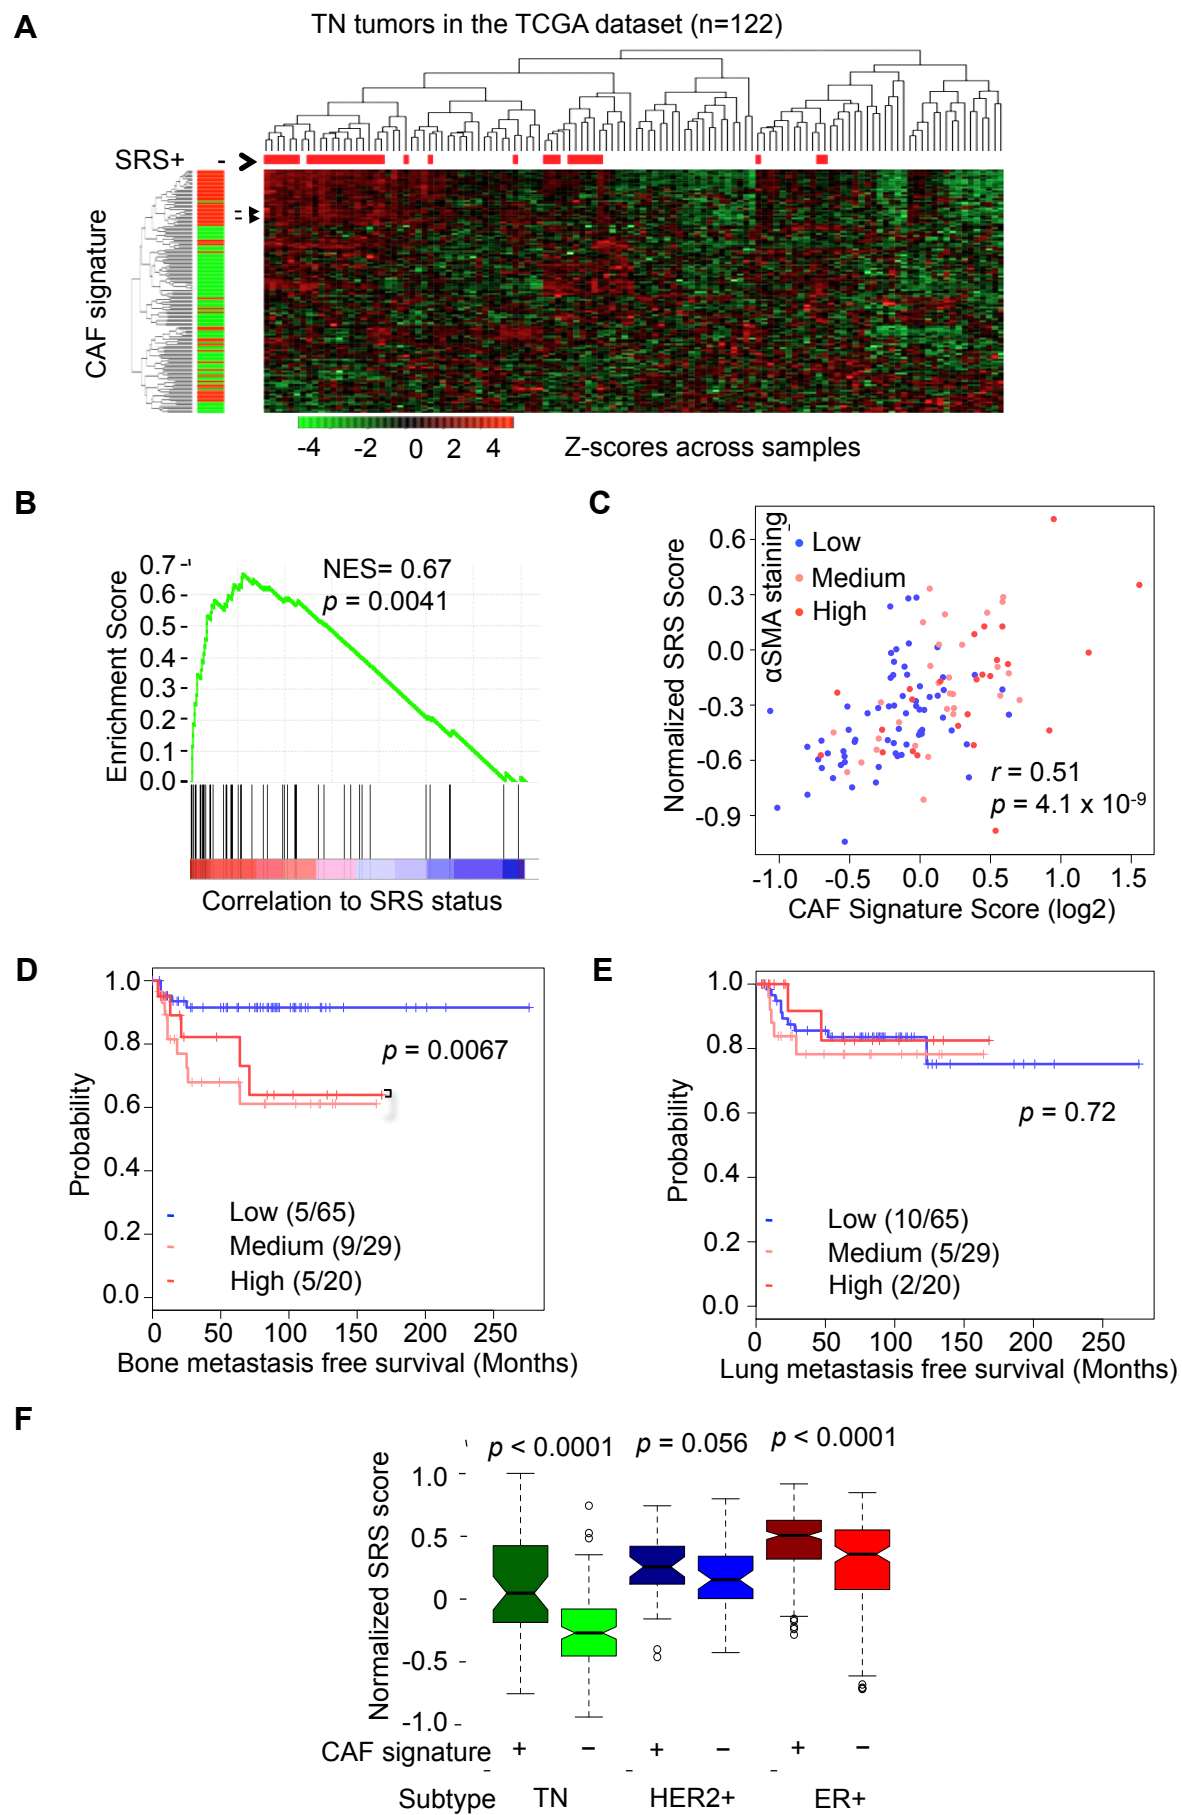 A
TN tumors in the TCGA dataset (n=122)
SRS+ -
CAF signature
-4 -2 0 2 4
Z-scores across samples
B
Enrichment Score
0.7
0.6
0.5
0.4
0.3
0.2
0.1
0.0
NES= 0.67
p = 0.0041
Correlation to SRS status
C
Normalized SRS Score
0.6
0.3
0.0
-0.3
-0.6
-0.9
αSMA staining
Low
Medium
High
r = 0.51
p = 4.1 x 10-9
-1.0 -0.5 0.0 0.5 1.0 1.5
CAF Signature Score (log2)
D
Probability
1.0
0.8
0.6
0.4
0.2
0.0
p = 0.0067
Low (5/65)
Medium (9/29)
High (5/20)
0 50 100 150 200 250
Bone metastasis free survival (Months)
E
Probability
1.0
0.8
0.6
0.4
0.2
0.0
p = 0.72
Low (10/65)
Medium (5/29)
High (2/20)
0 50 100 150 200 250
Lung metastasis free survival (Months)
F
Normalized SRS score
1.0
0.5
0
-0.5
-1.0
p < 0.0001 p = 0.056 p < 0.0001
CAF signature + − + − + −
Subtype TN HER2+ ER+